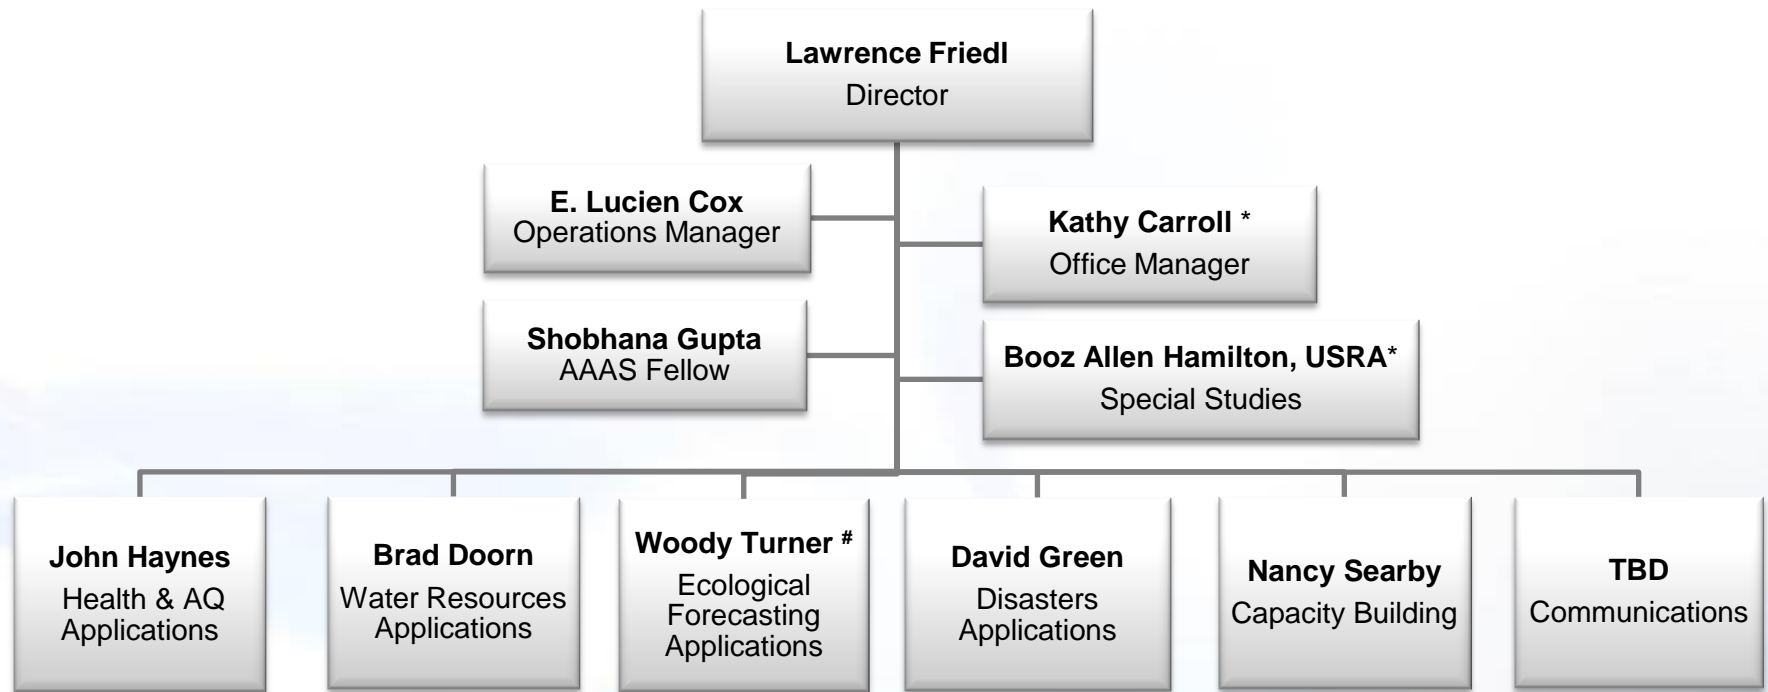 Lawrence Friedl
Director
E. Lucien Cox
Operations Manager
Kathy Carroll *
Office Manager
Shobhana Gupta
AAAS Fellow
Booz Allen Hamilton, USRA*
Special Studies
John Haynes
Health & AQ
Applications
Brad Doorn
Water Resources
Applications
Woody Turner #
Ecological
Forecasting
Applications
David Green
Disasters
Applications
Nancy Searby
Capacity Building
TBD
Communications